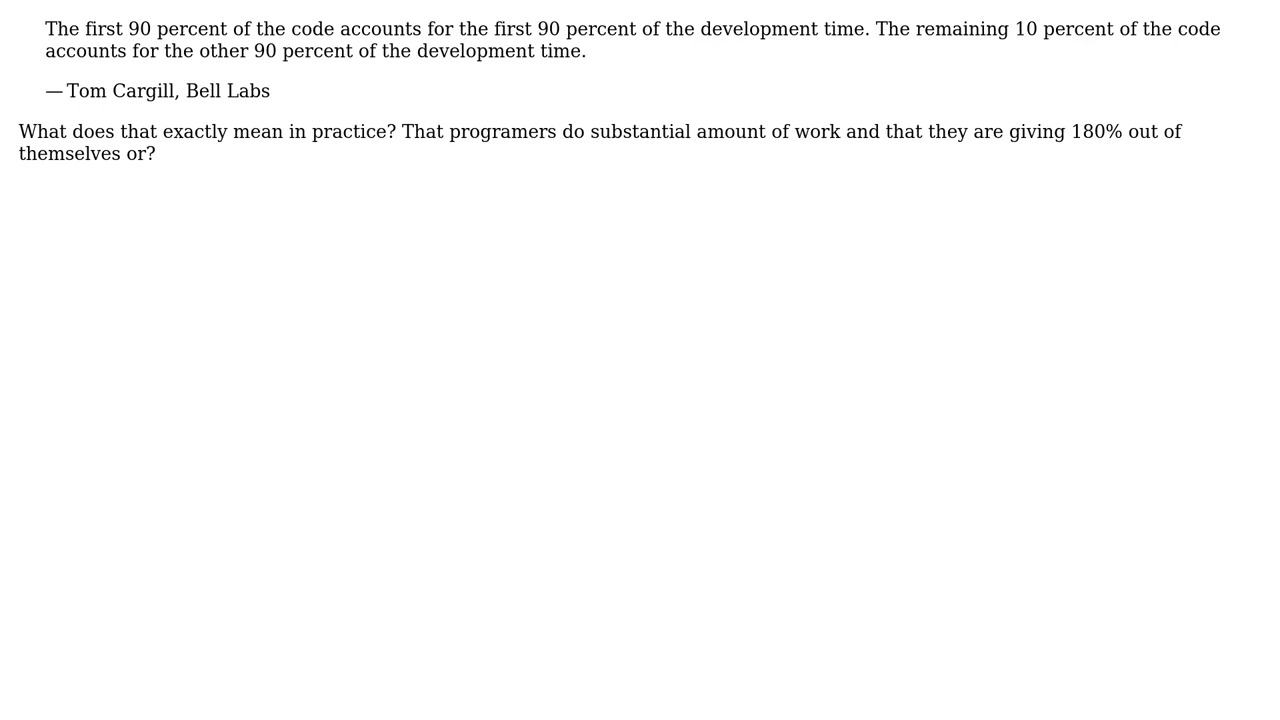 The first 90 percent of the code accounts for the first 90 percent of the development time. The remaining 10 percent of the code
accounts for the other 90 percent of the development time.
— Tom Cargill, Bell Labs
What does that exactly mean in practice? That programers do substantial amount of work and that they are giving 180% out of
themselves or?